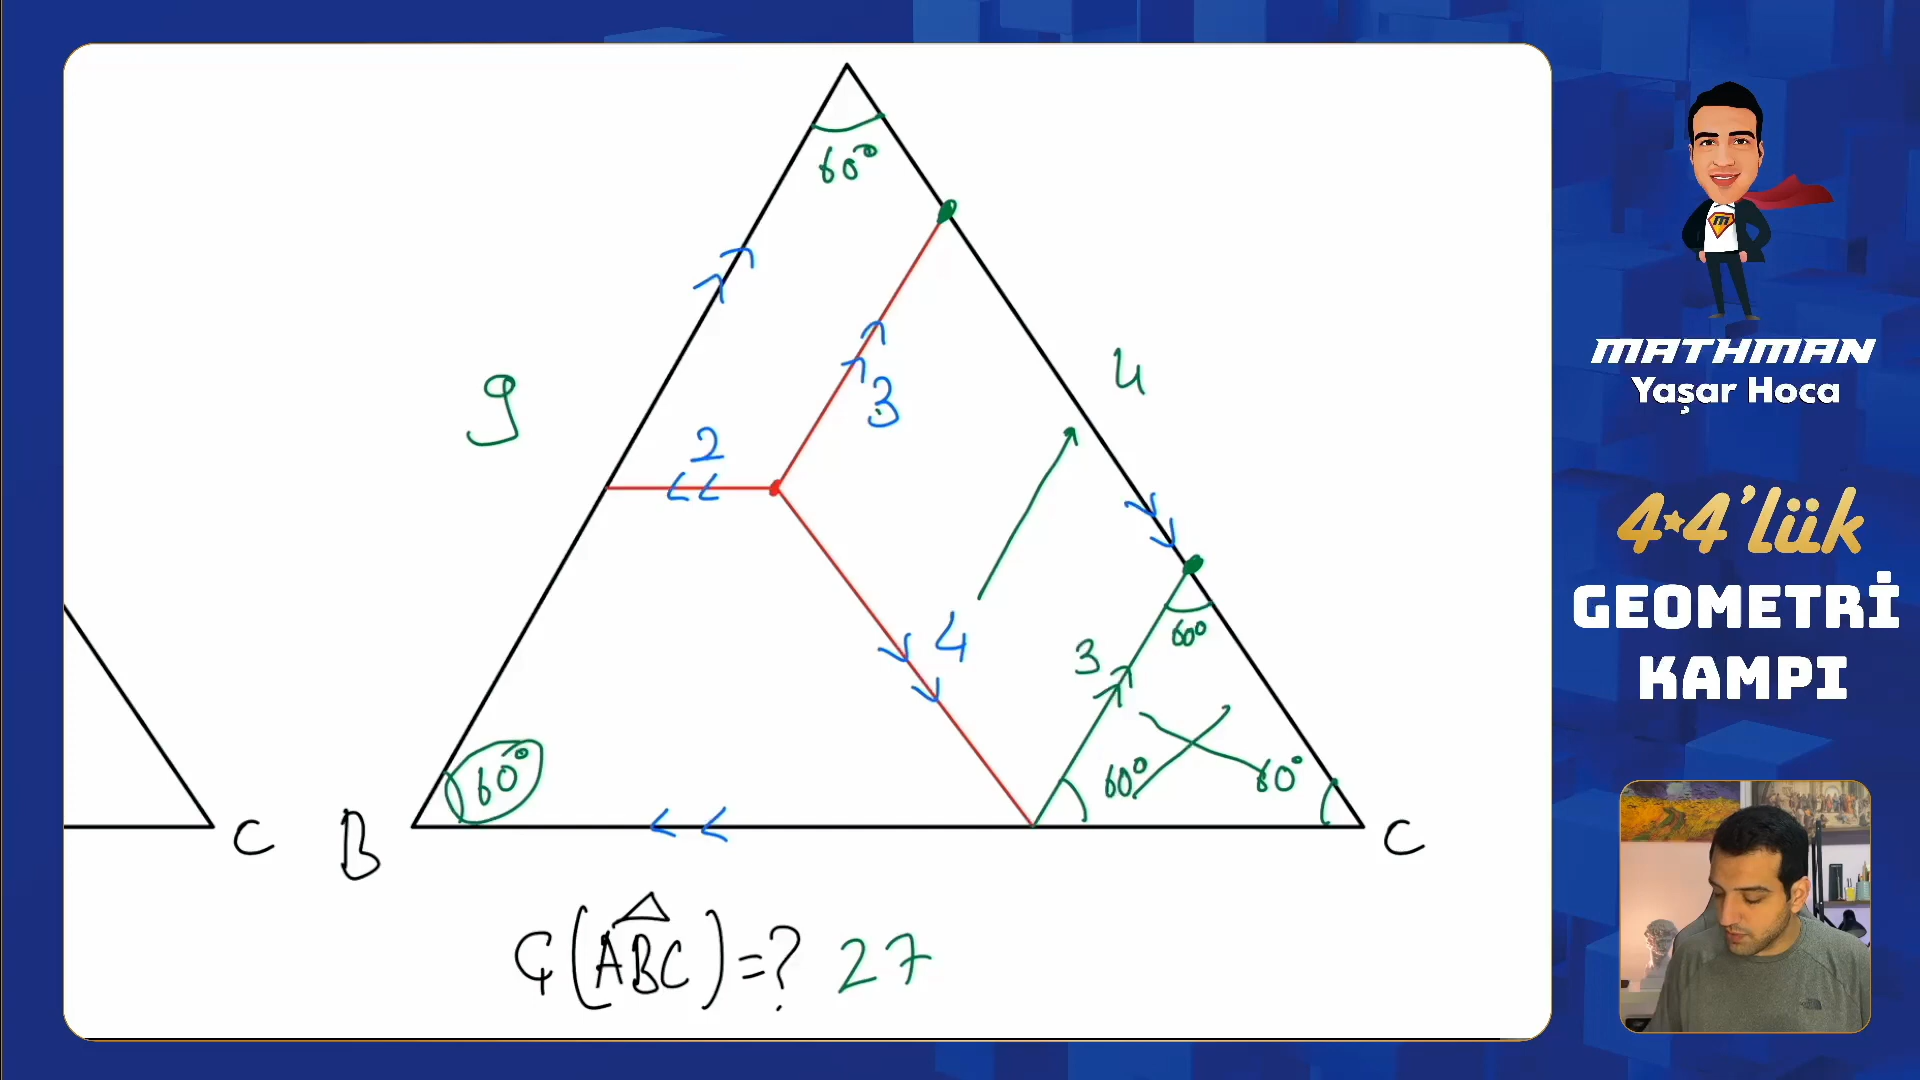 60°
4
9
3
2
4
3
60°
60°
60°
60°
C
B
C
Ç(ABC)=? 27
MATHMAN
Yaşar Hoca
4★4'lük
GEOMETRİ
KAMPI